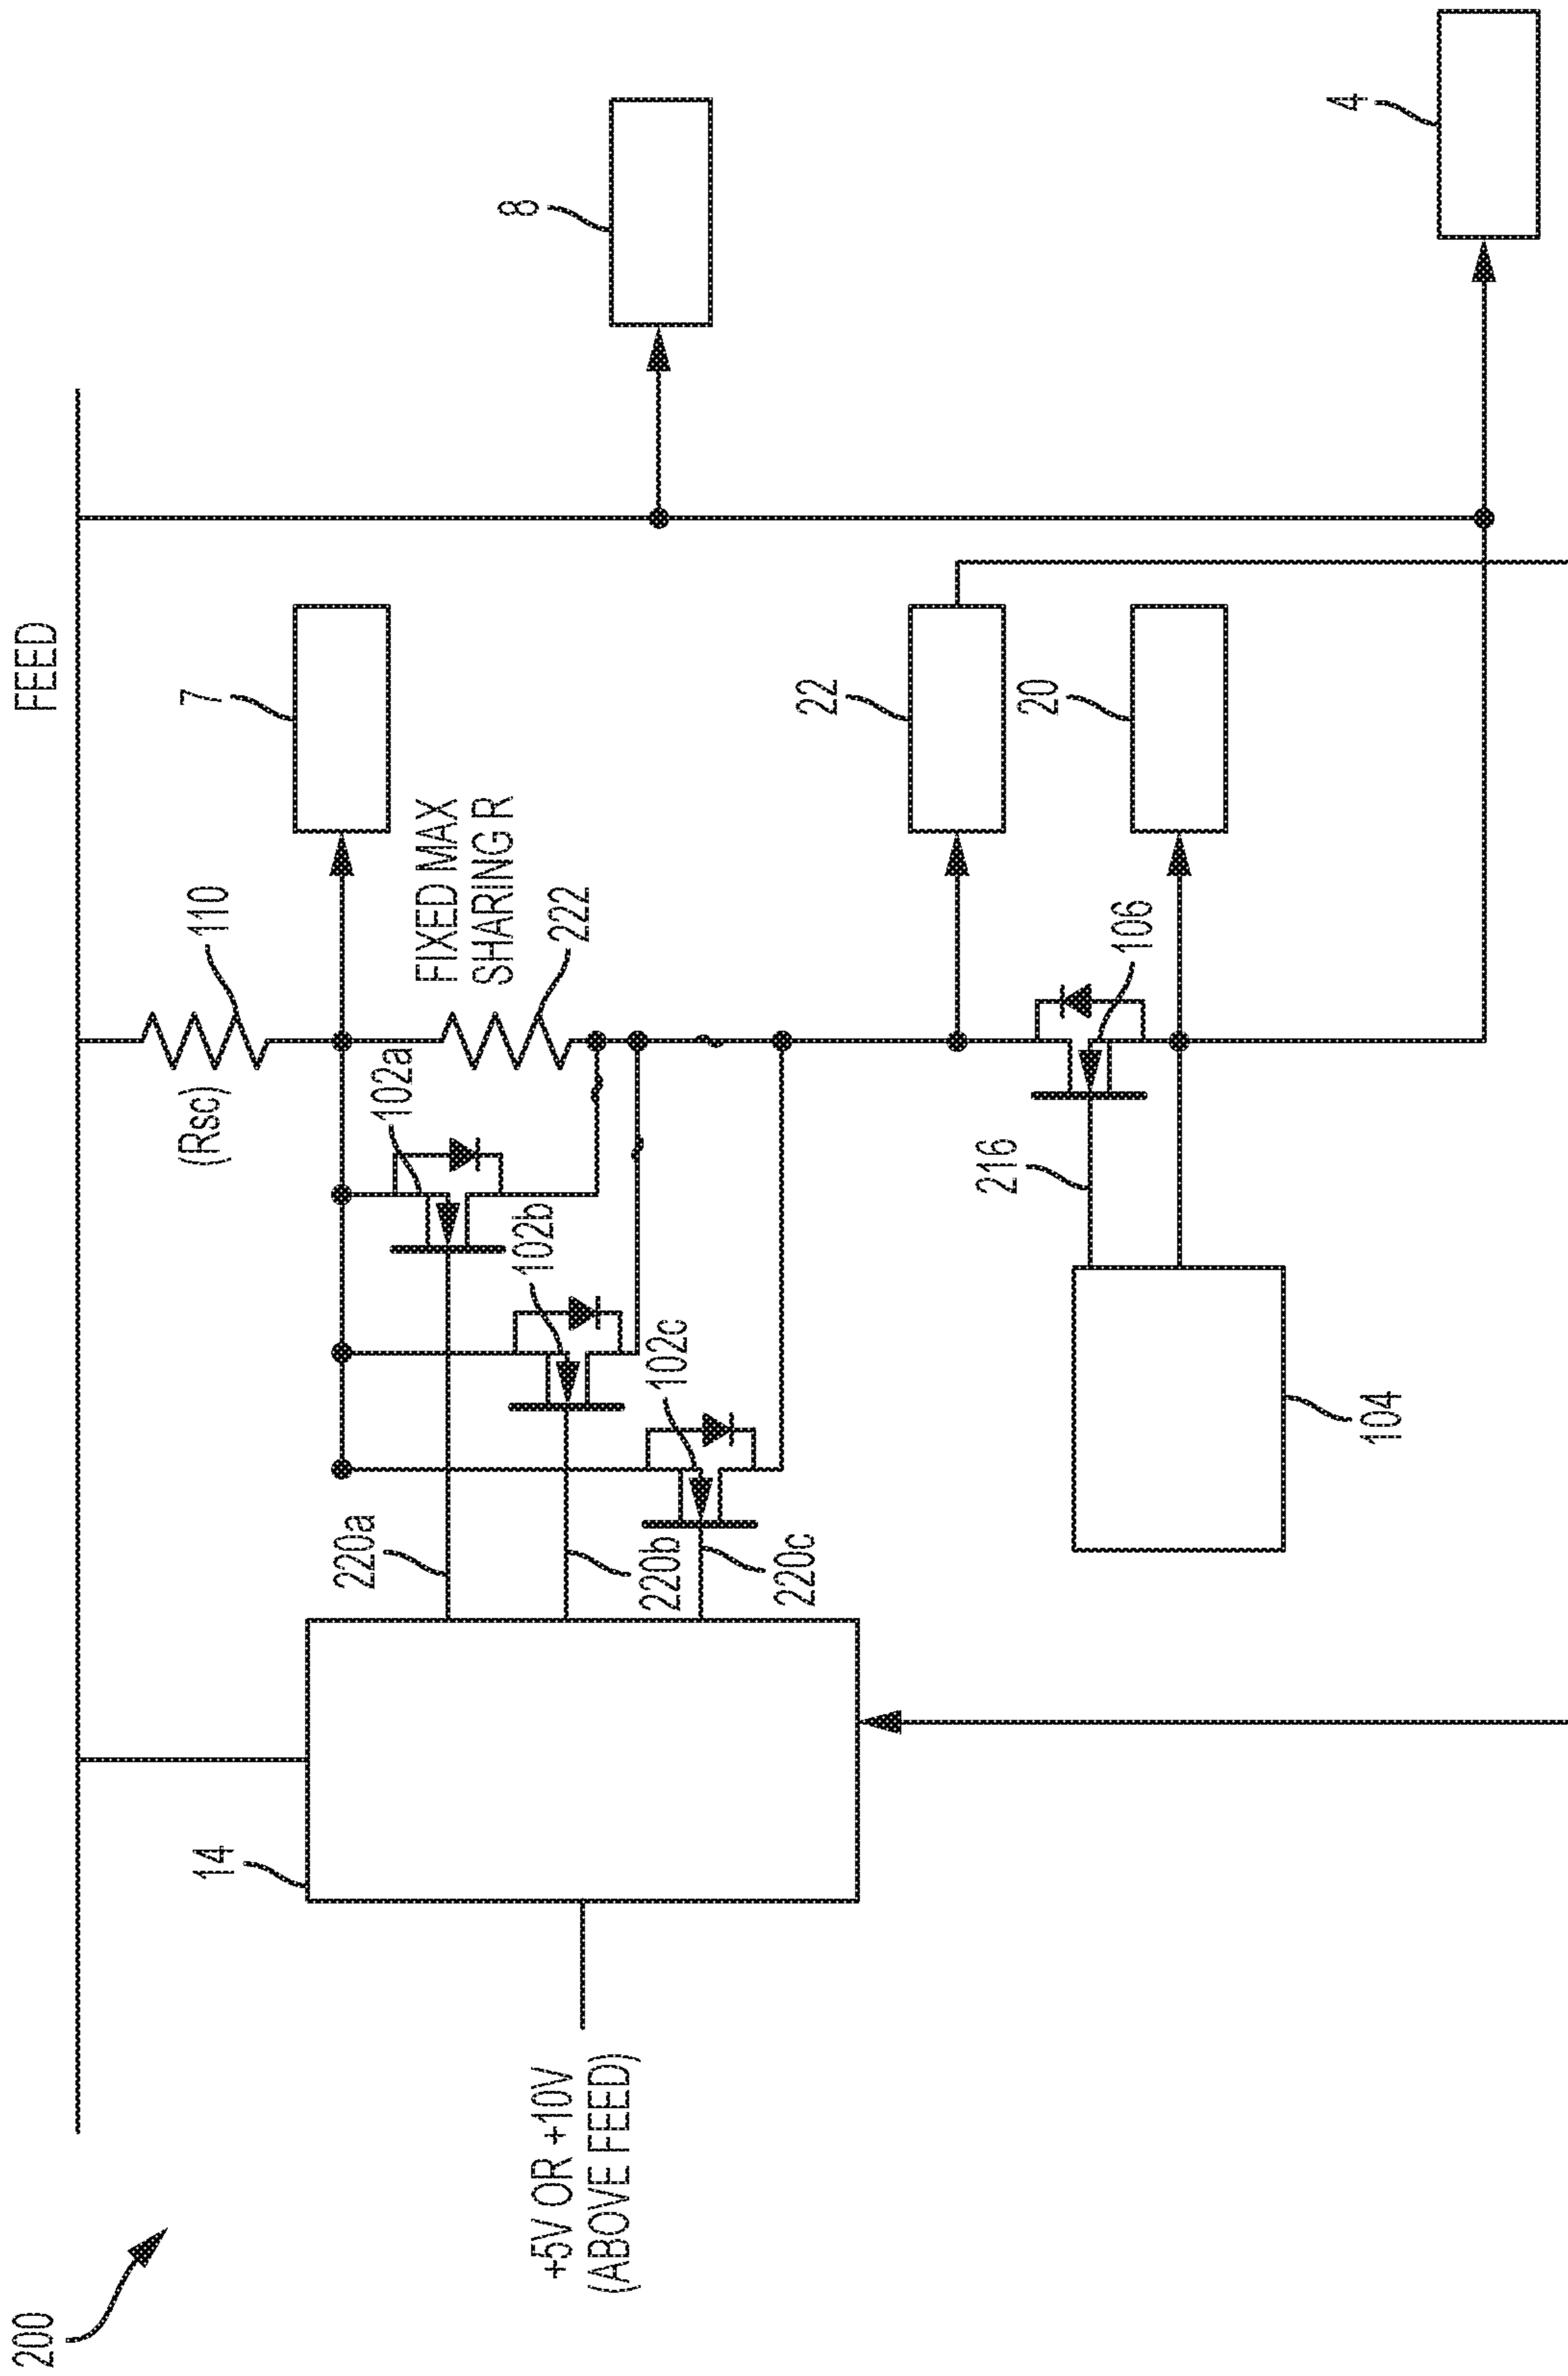 200
FEED
+5V OR +10V
(ABOVE FEED)
14
220a
220b
220c
102a
102b
102c
(Rsc)
110
7
FIXED MAX
SHARING R
222
8
22
20
216
106
104
4